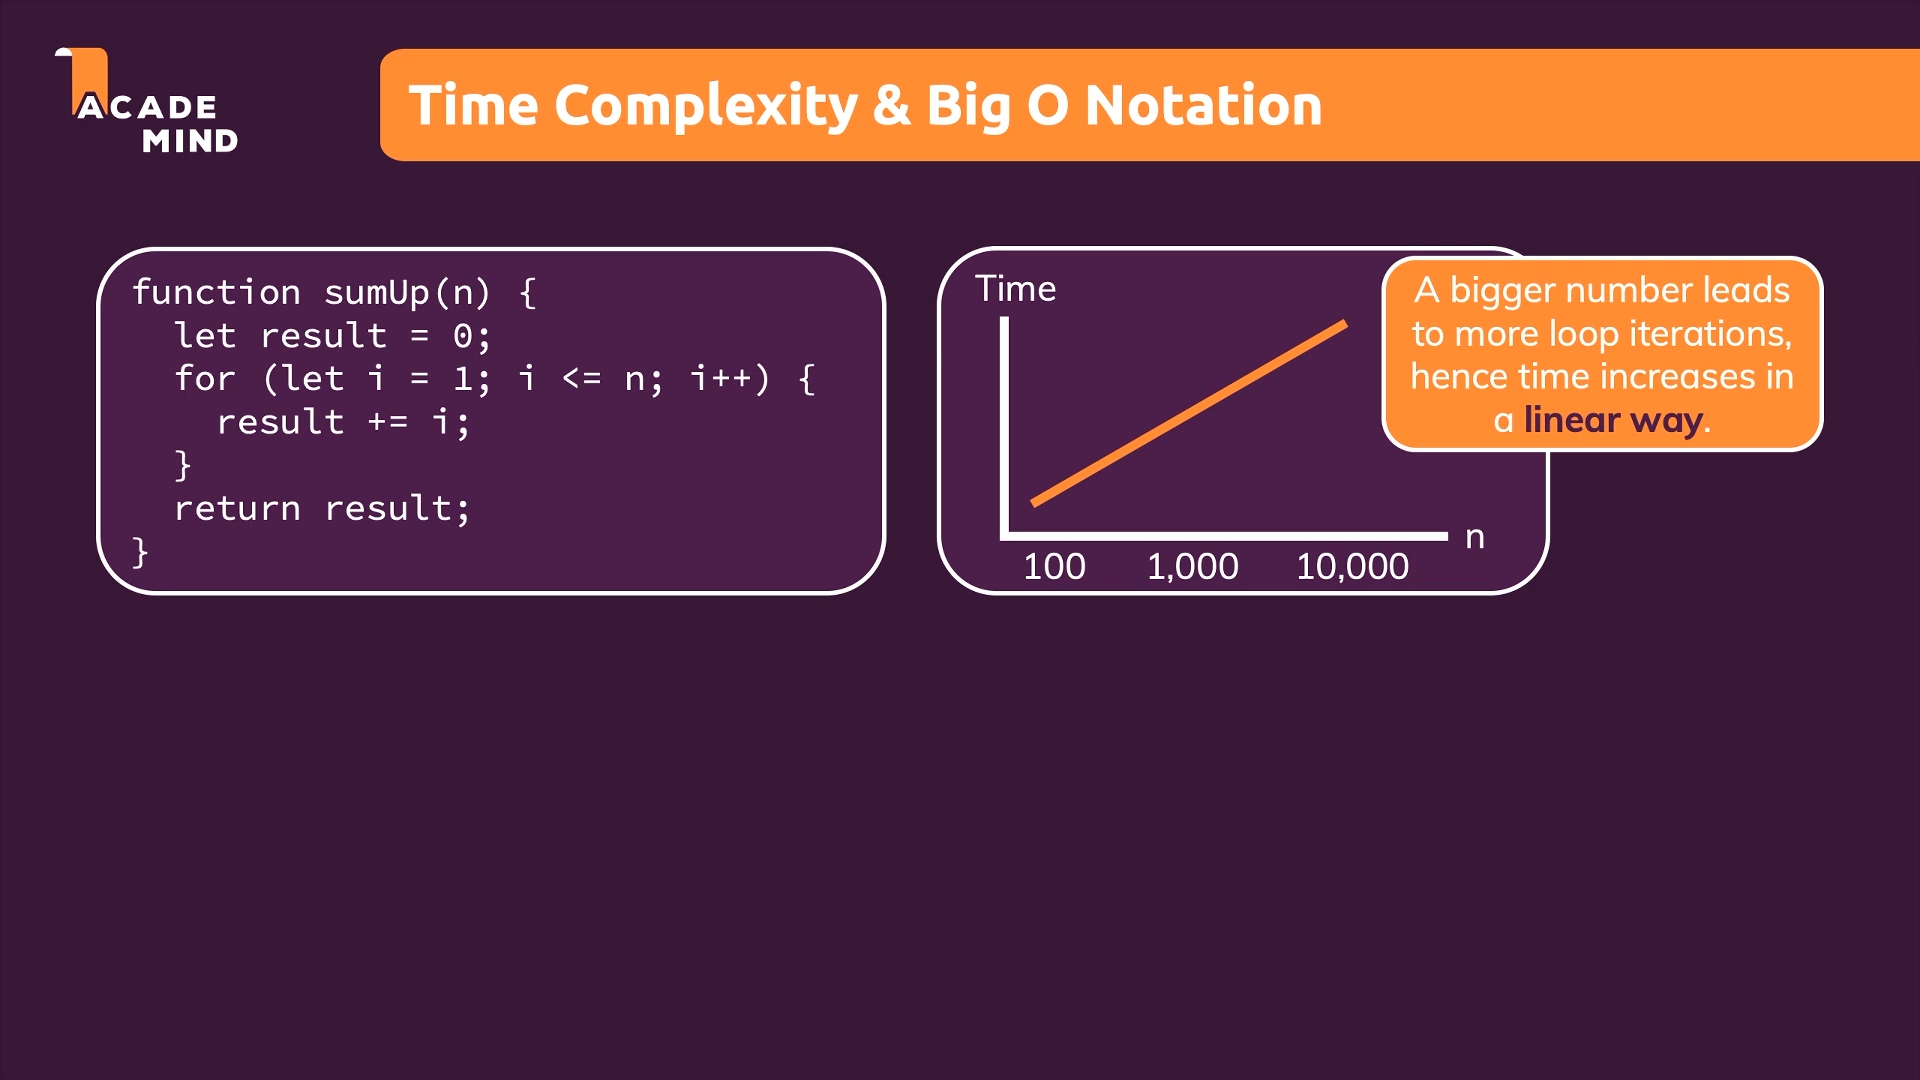 ACADE
MIND
Time Complexity & Big O Notation
function sumUp(n) {
  let result = 0;
  for (let i = 1; i <= n; i++) {
    result += i;
  }
  return result;
}
Time
n
100 1,000 10,000
A bigger number leads
to more loop iterations,
hence time increases in
a linear way.